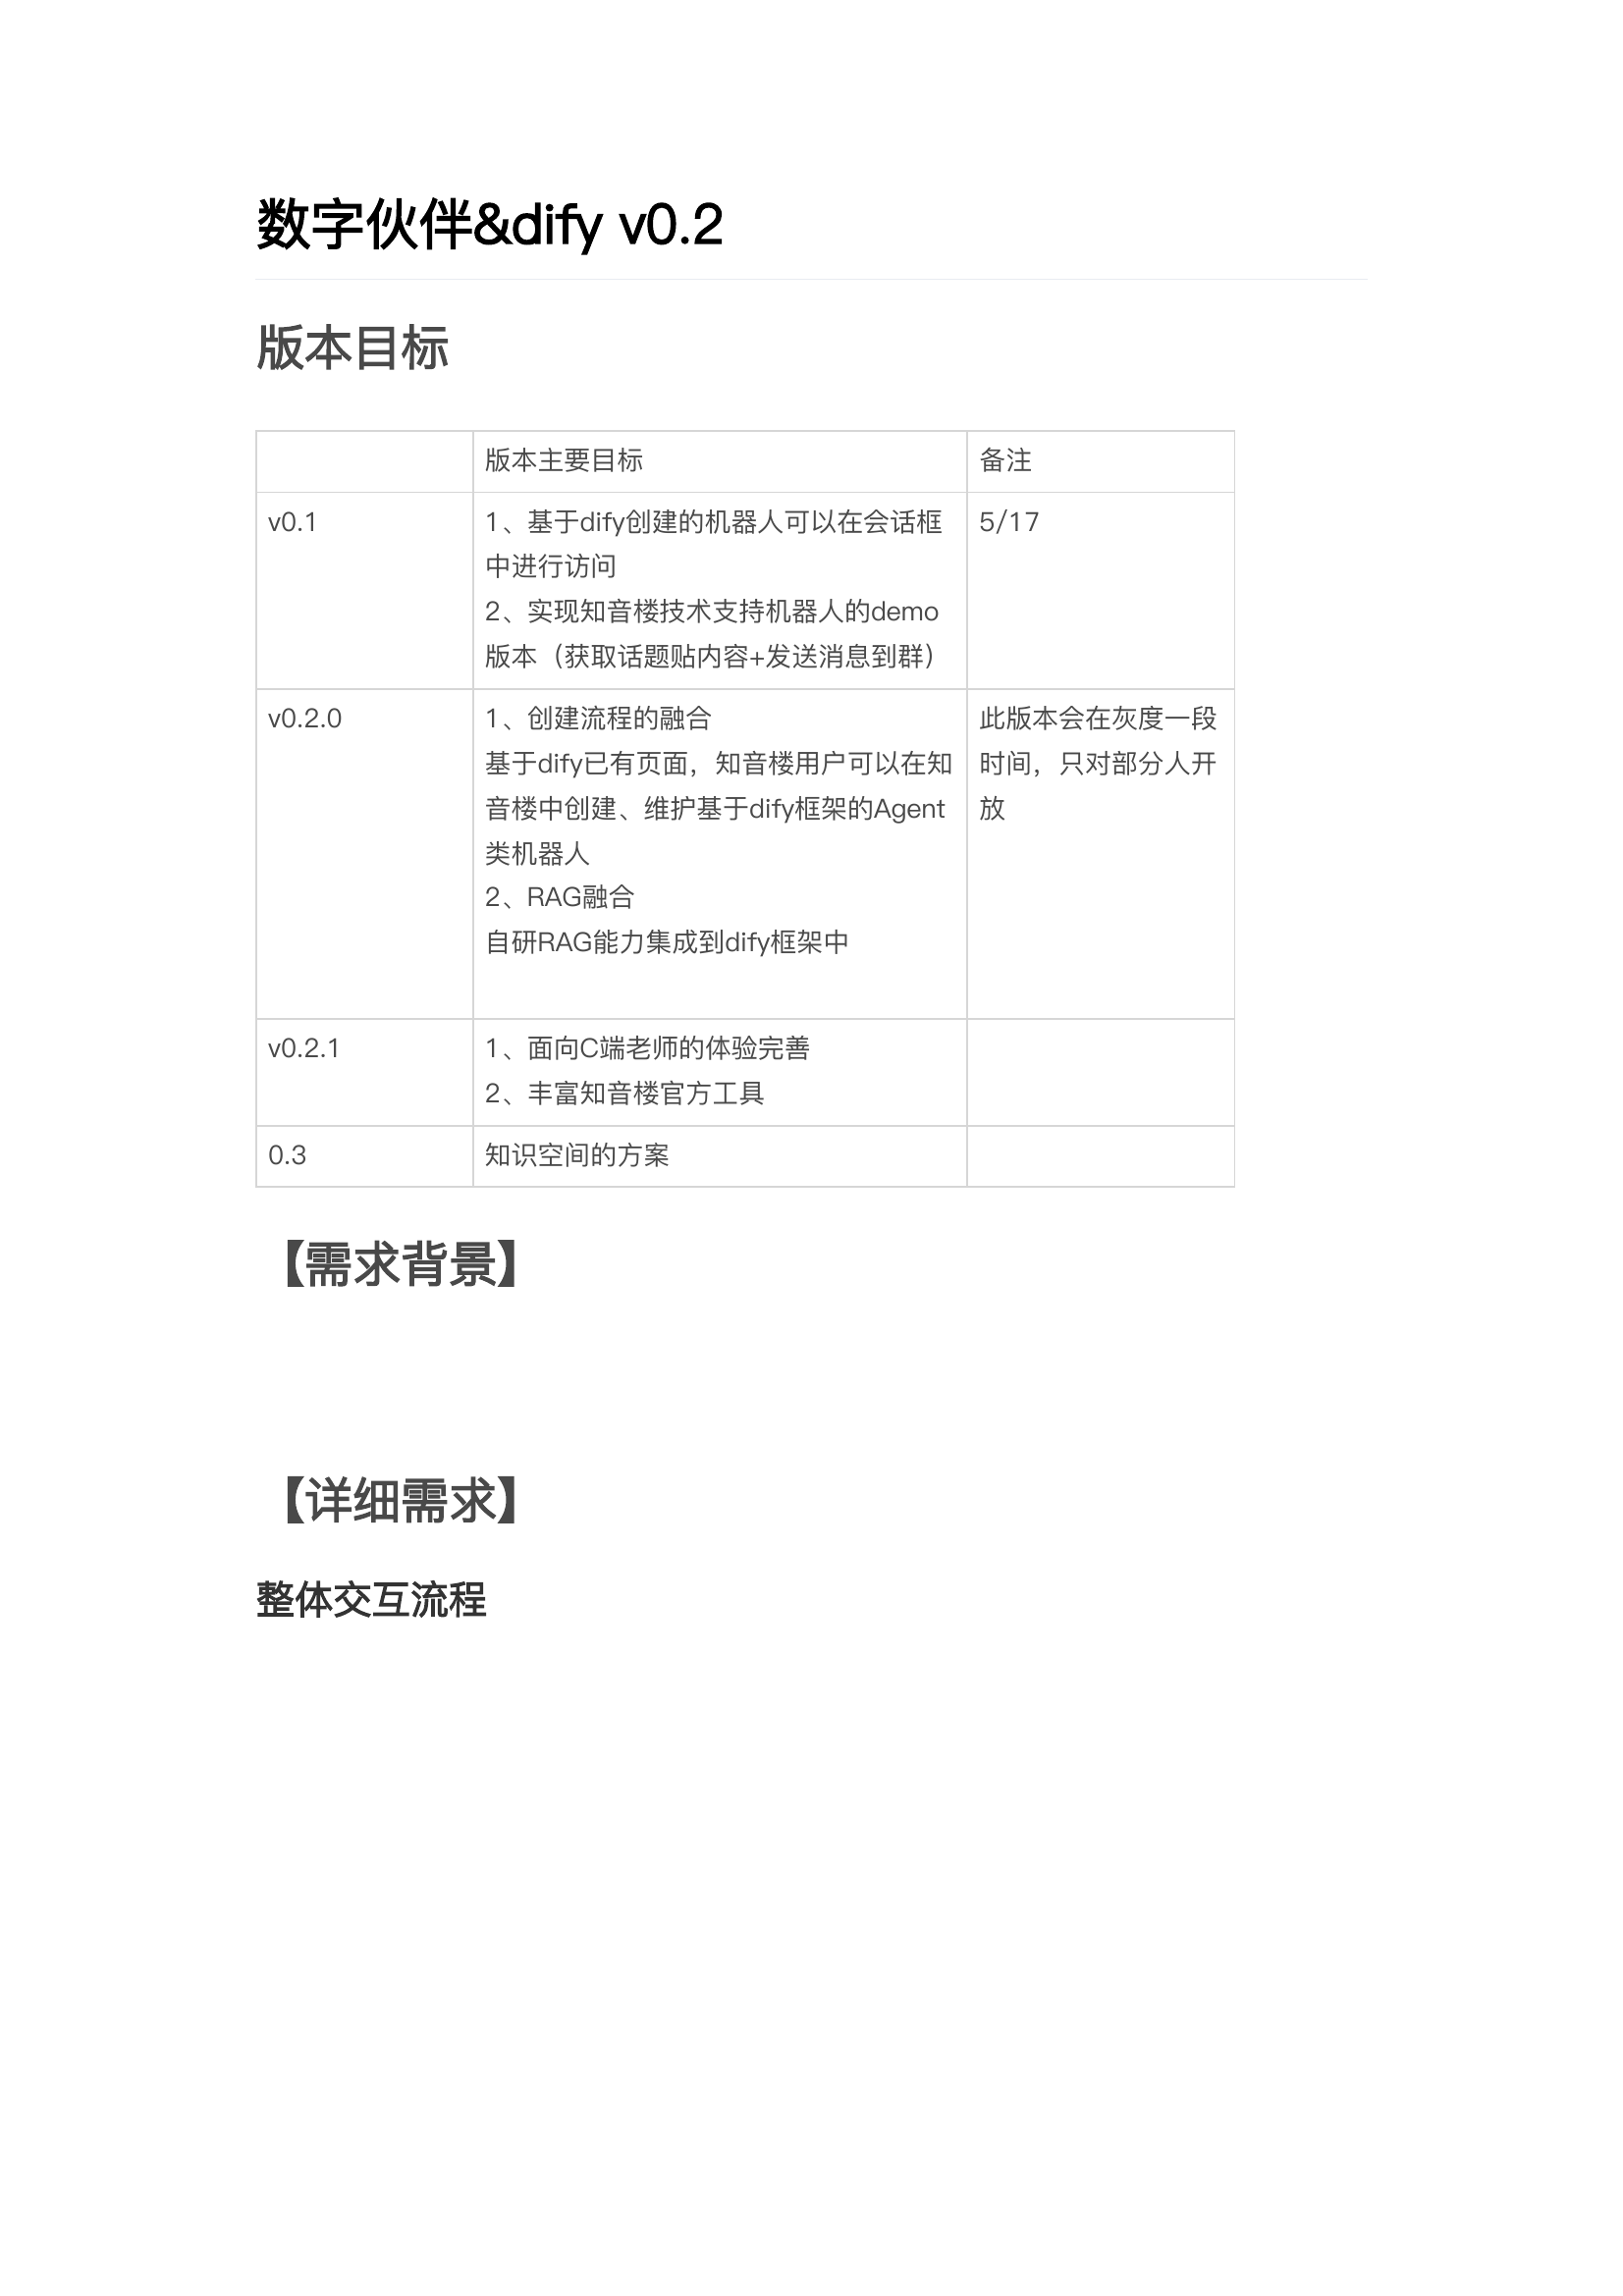 数字伙伴&dify v0.2
版本目标
版本主要目标
备注
v0.1
1、基于dify创建的机器人可以在会话框
中进行访问
2、实现知音楼技术支持机器人的demo
版本（获取话题贴内容+发送消息到群）
5/17
v0.2.0
1、创建流程的融合
基于dify已有页面，知音楼用户可以在知
音楼中创建、维护基于dify框架的Agent
类机器人
2、RAG融合
自研RAG能力集成到dify框架中
此版本会在灰度一段
时间，只对部分人开
放
v0.2.1
1、面向C端老师的体验完善
2、丰富知音楼官方工具
0.3
知识空间的方案
【需求背景】
【详细需求】
整体交互流程